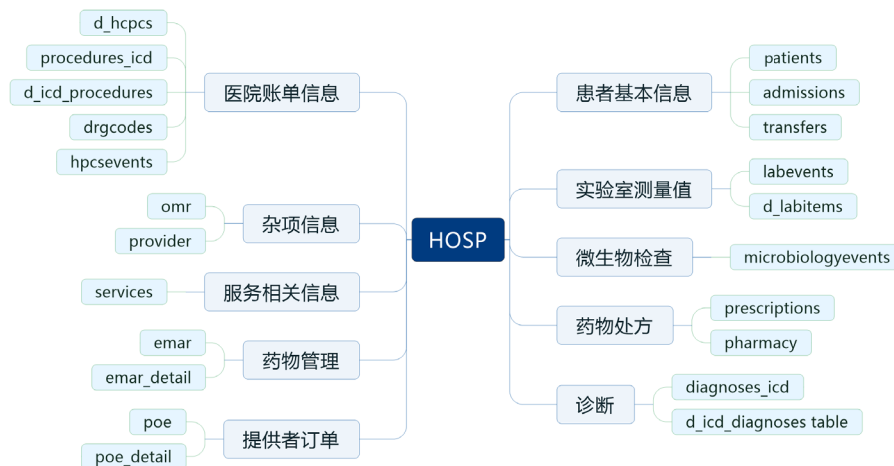 d_hcpcs
procedures_icd
d_icd_procedures
drgcodes
hpcsevents
医院账单信息
omr
provider
杂项信息
services
服务相关信息
emar
emar_detail
药物管理
poe
poe_detail
提供者订单
HOSP
患者基本信息
patients
admissions
transfers
实验室测量值
labevents
d_labitems
微生物检查
microbiologyevents
药物处方
prescriptions
pharmacy
诊断
diagnoses_icd
d_icd_diagnoses table